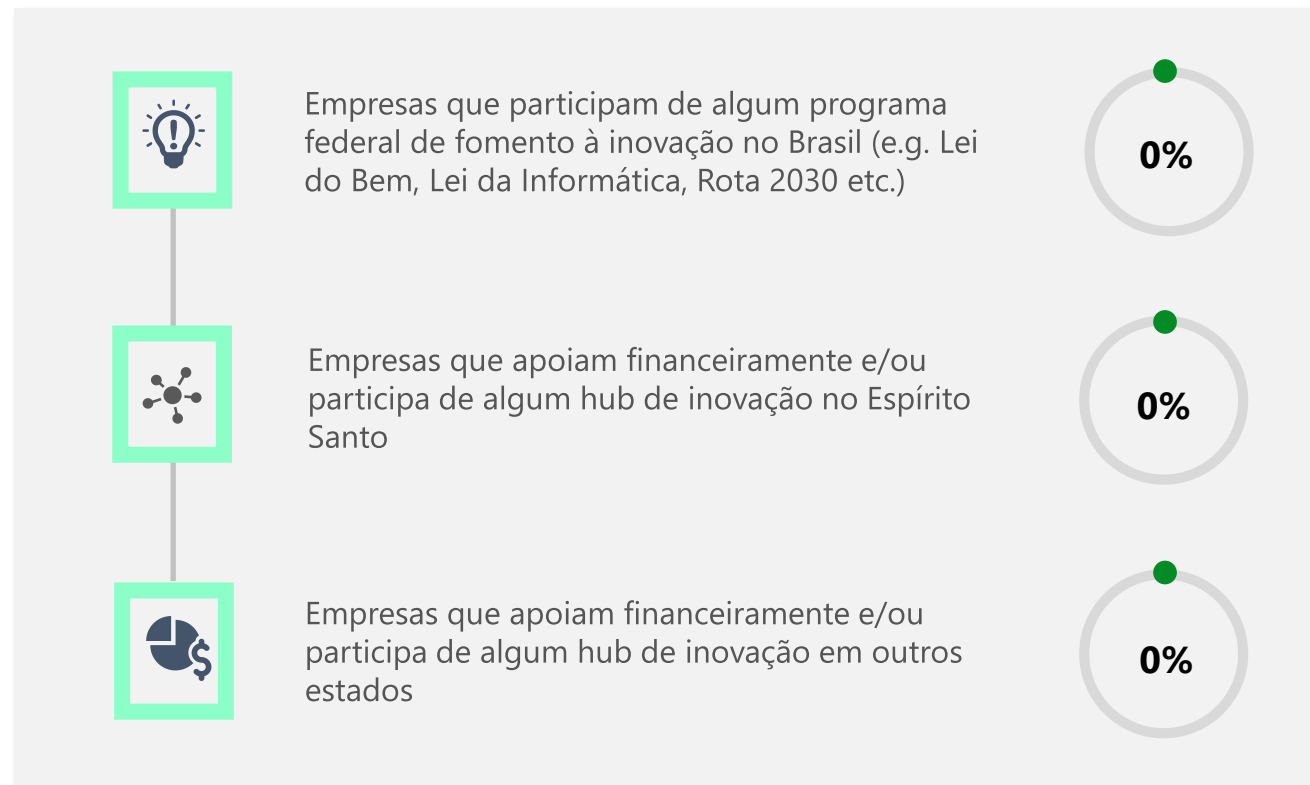 Empresas que participam de algum programa
federal de fomento à inovação no Brasil (e.g. Lei
do Bem, Lei da Informática, Rota 2030 etc.)
0%
Empresas que apoiam financeiramente e/ou
participa de algum hub de inovação no Espírito
Santo
0%
Empresas que apoiam financeiramente e/ou
participa de algum hub de inovação em outros
estados
0%